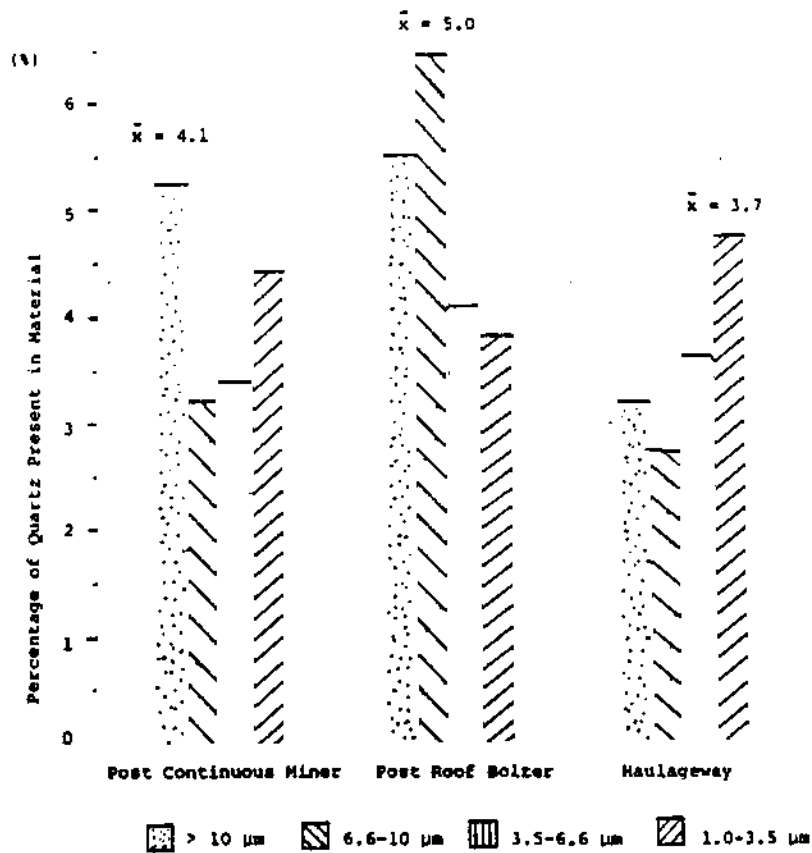 (%)
x̄ = 5.0
6
x̄ = 4.1
5
x̄ = 3.7
4
3
2
1
0
Percentage of Quartz Present in Material
Post Continuous Miner
Post Roof Bolter
Haulageway
> 10 µm
6.6-10 µm
3.5-6.6 µm
1.0-3.5 µm